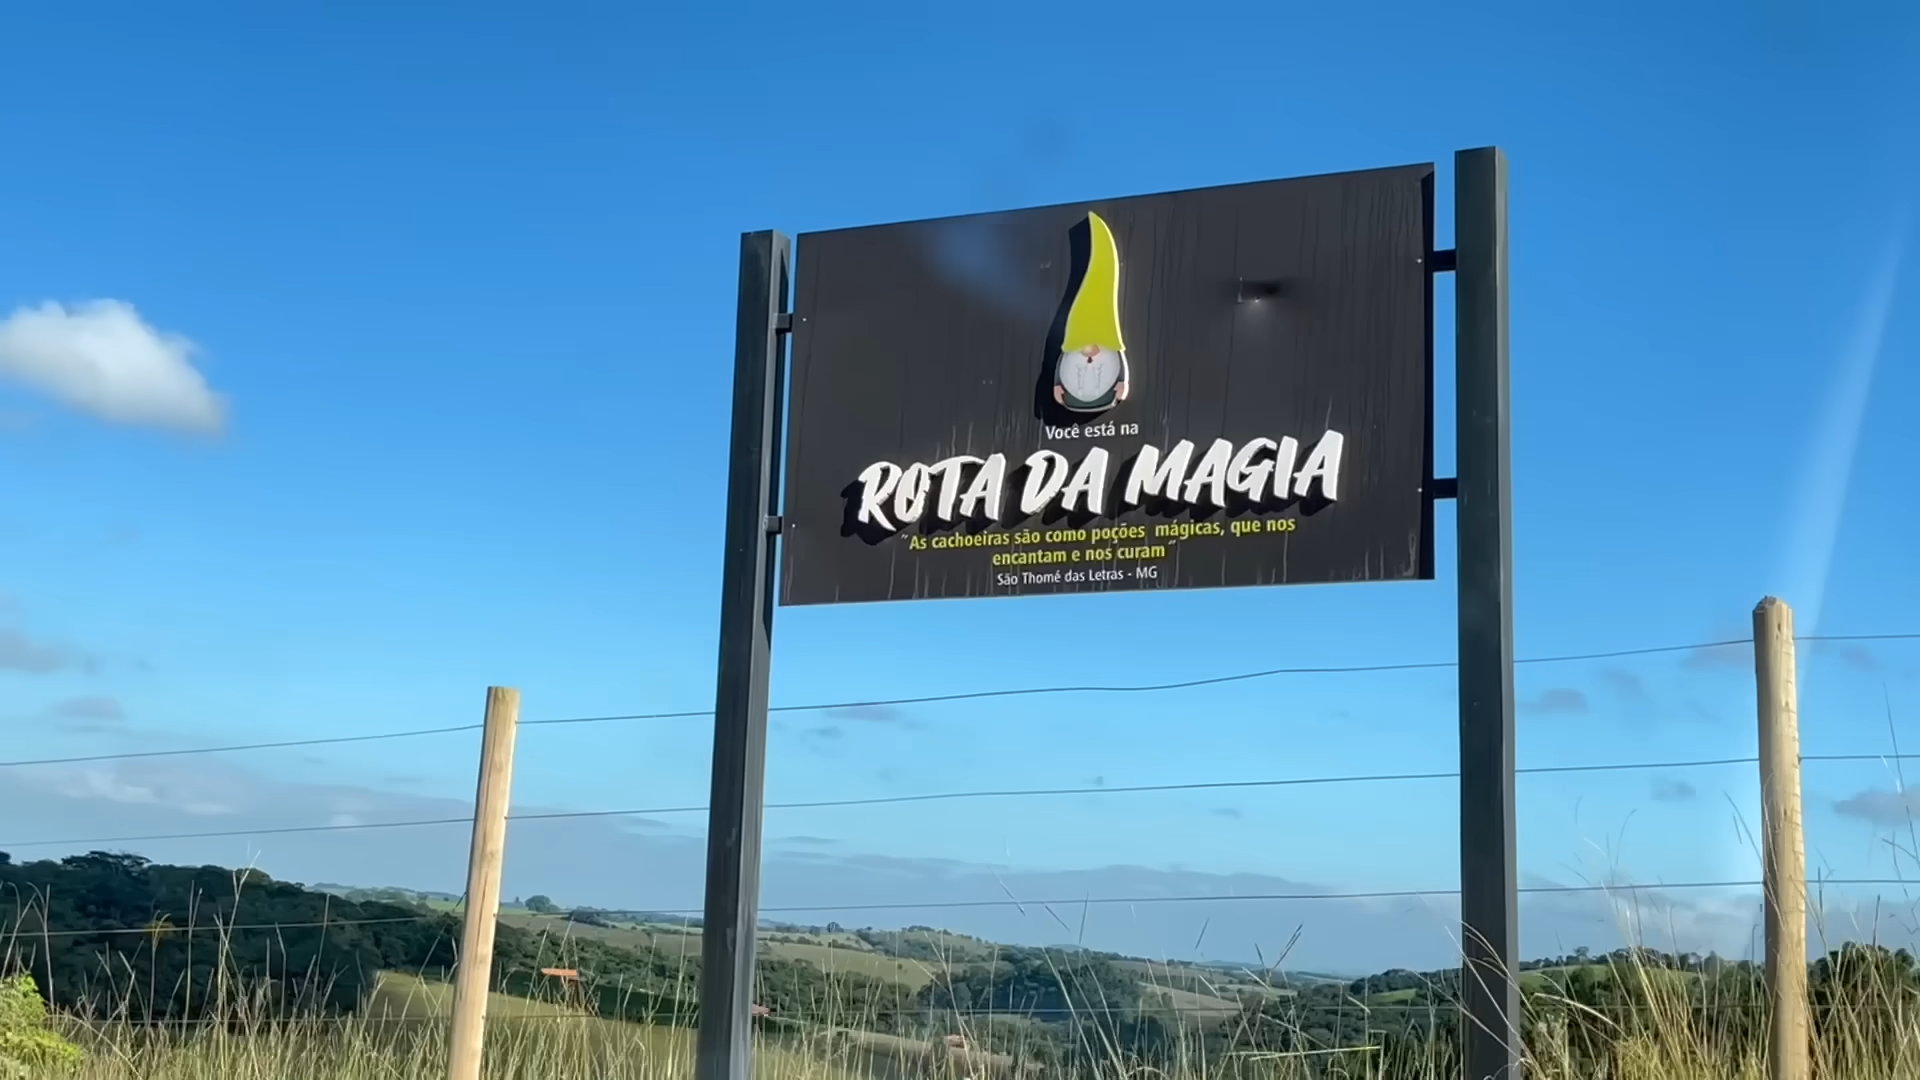 Você está na
ROTA DA MAGIA
"As cachoeiras são como poções mágicas, que nos
encantam e nos curam"
São Thomé das Letras - MG